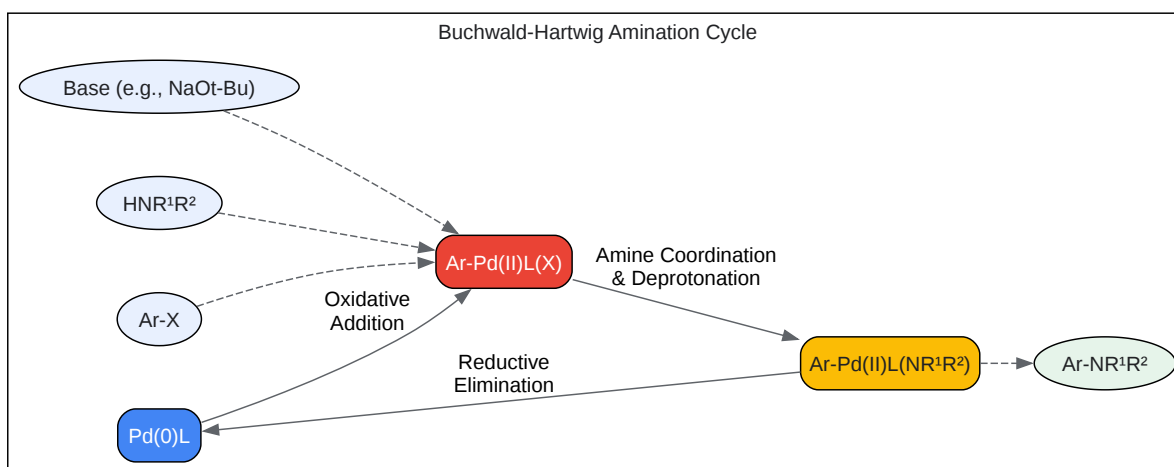 Buchwald-Hartwig Amination Cycle
Base (e.g., NaOt-Bu)
HNR¹R²
Ar-Pd(II)L(X)
Amine Coordination
& Deprotonation
Ar-X
Oxidative
Addition
Reductive
Elimination
Ar-Pd(II)L(NR¹R²)
Ar-NR¹R²
Pd(0)L